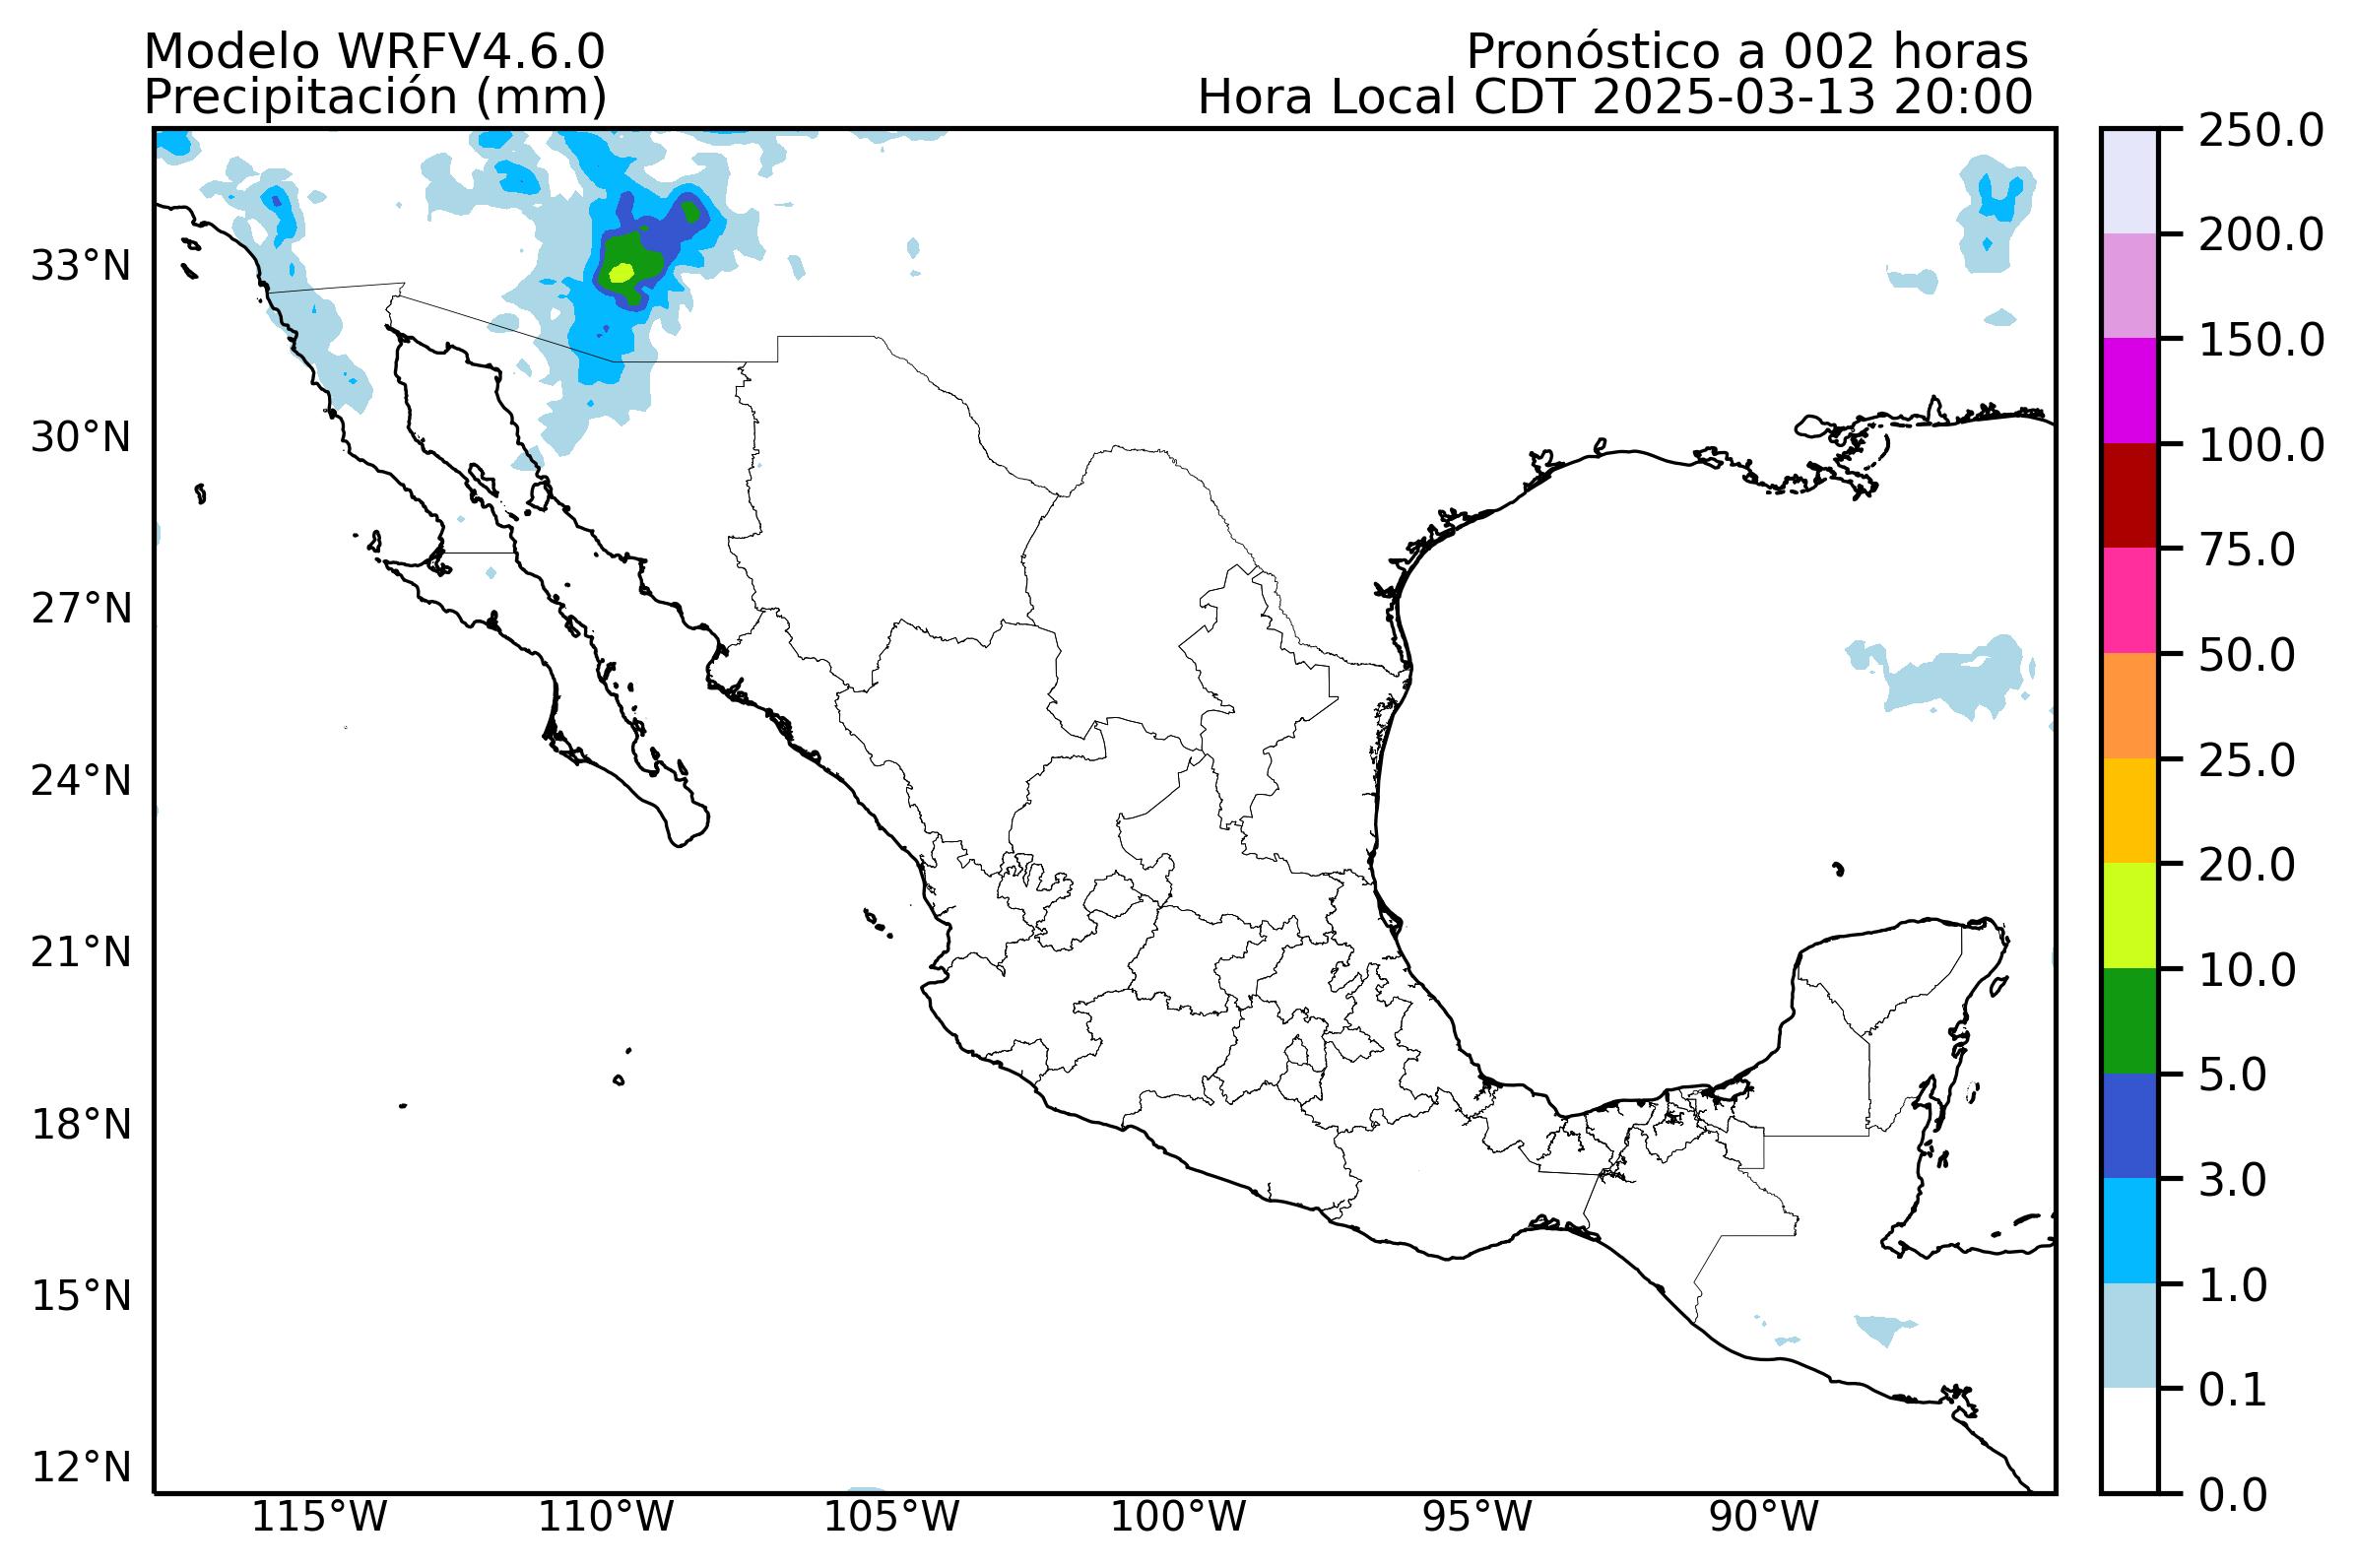 Modelo WRFV4.6.0
Pronóstico a 002 horas
Precipitación (mm)
Hora Local CDT 2025-03-13 20:00
33°N
30°N
27°N
24°N
21°N
18°N
15°N
12°N
115°W
110°W
105°W
100°W
95°W
90°W
250.0
200.0
150.0
100.0
75.0
50.0
25.0
20.0
10.0
5.0
3.0
1.0
0.1
0.0